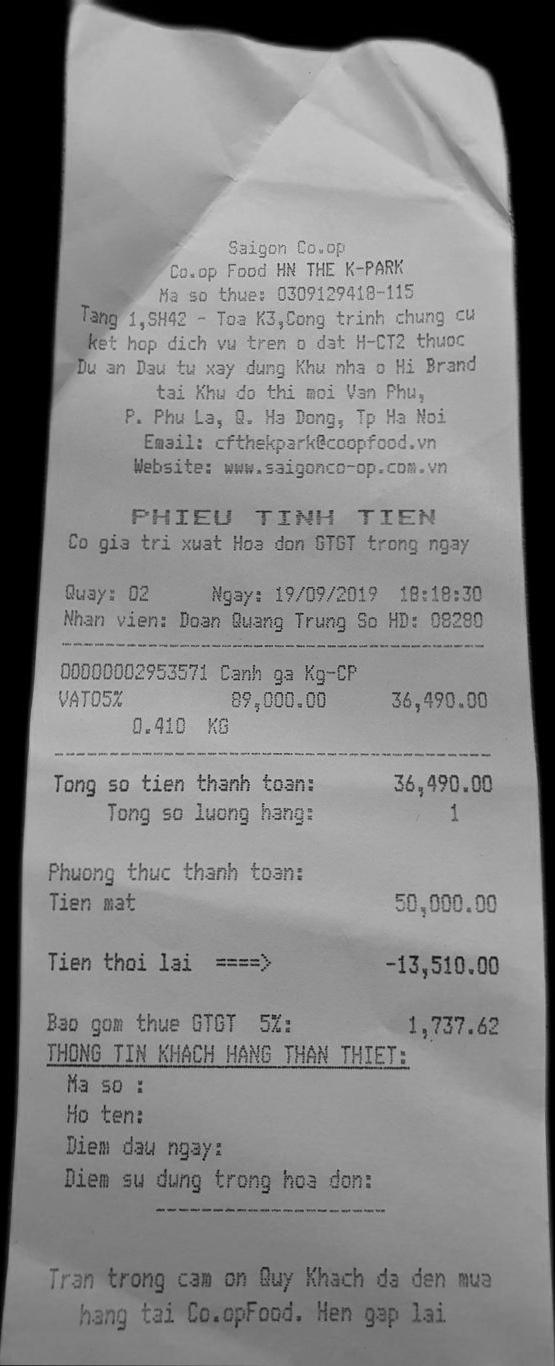 Saigon Co.op
Co.op Food HN THE K-PARK
Ma so thue: 0309129418-115
Tang 1,SH42 - Toa K3,Cong trinh chung cu
ket hop dich vu tren o dat H-CT2 thuoc
Du an Dau tu xay dung Khu nha o Hi Brand
tai Khu do thi moi Van Phu,
P. Phu La, Q. Ha Dong, Tp Ha Noi
Email: cfthekpark@coopfood.vn
Website: www.saigonco-op.com.vn
PHIEU TINH TIEN
Co gia tri xuat Hoa don GTGT trong ngay
Quay: 02 Ngay: 19/09/2019 18:18:30
Nhan vien: Doan Quang Trung So HD: 08280
00000002953571 Canh ga Kg-CP
VAT05% 89,000.00 36,490.00
0.410 KG
Tong so tien thanh toan: 36,490.00
Tong so luong hang: 1
Phuong thuc thanh toan:
Tien mat 50,000.00
Tien thoi lai ====> -13,510.00
Bao gom thue GTGT 5%: 1,737.62
THONG TIN KHACH HANG THAN THIET:
Ma so :
Ho ten:
Diem dau ngay:
Diem su dung trong hoa don:
Tran trong cam on Quy Khach da den mua
hang tai Co.opFood. Hen gap lai